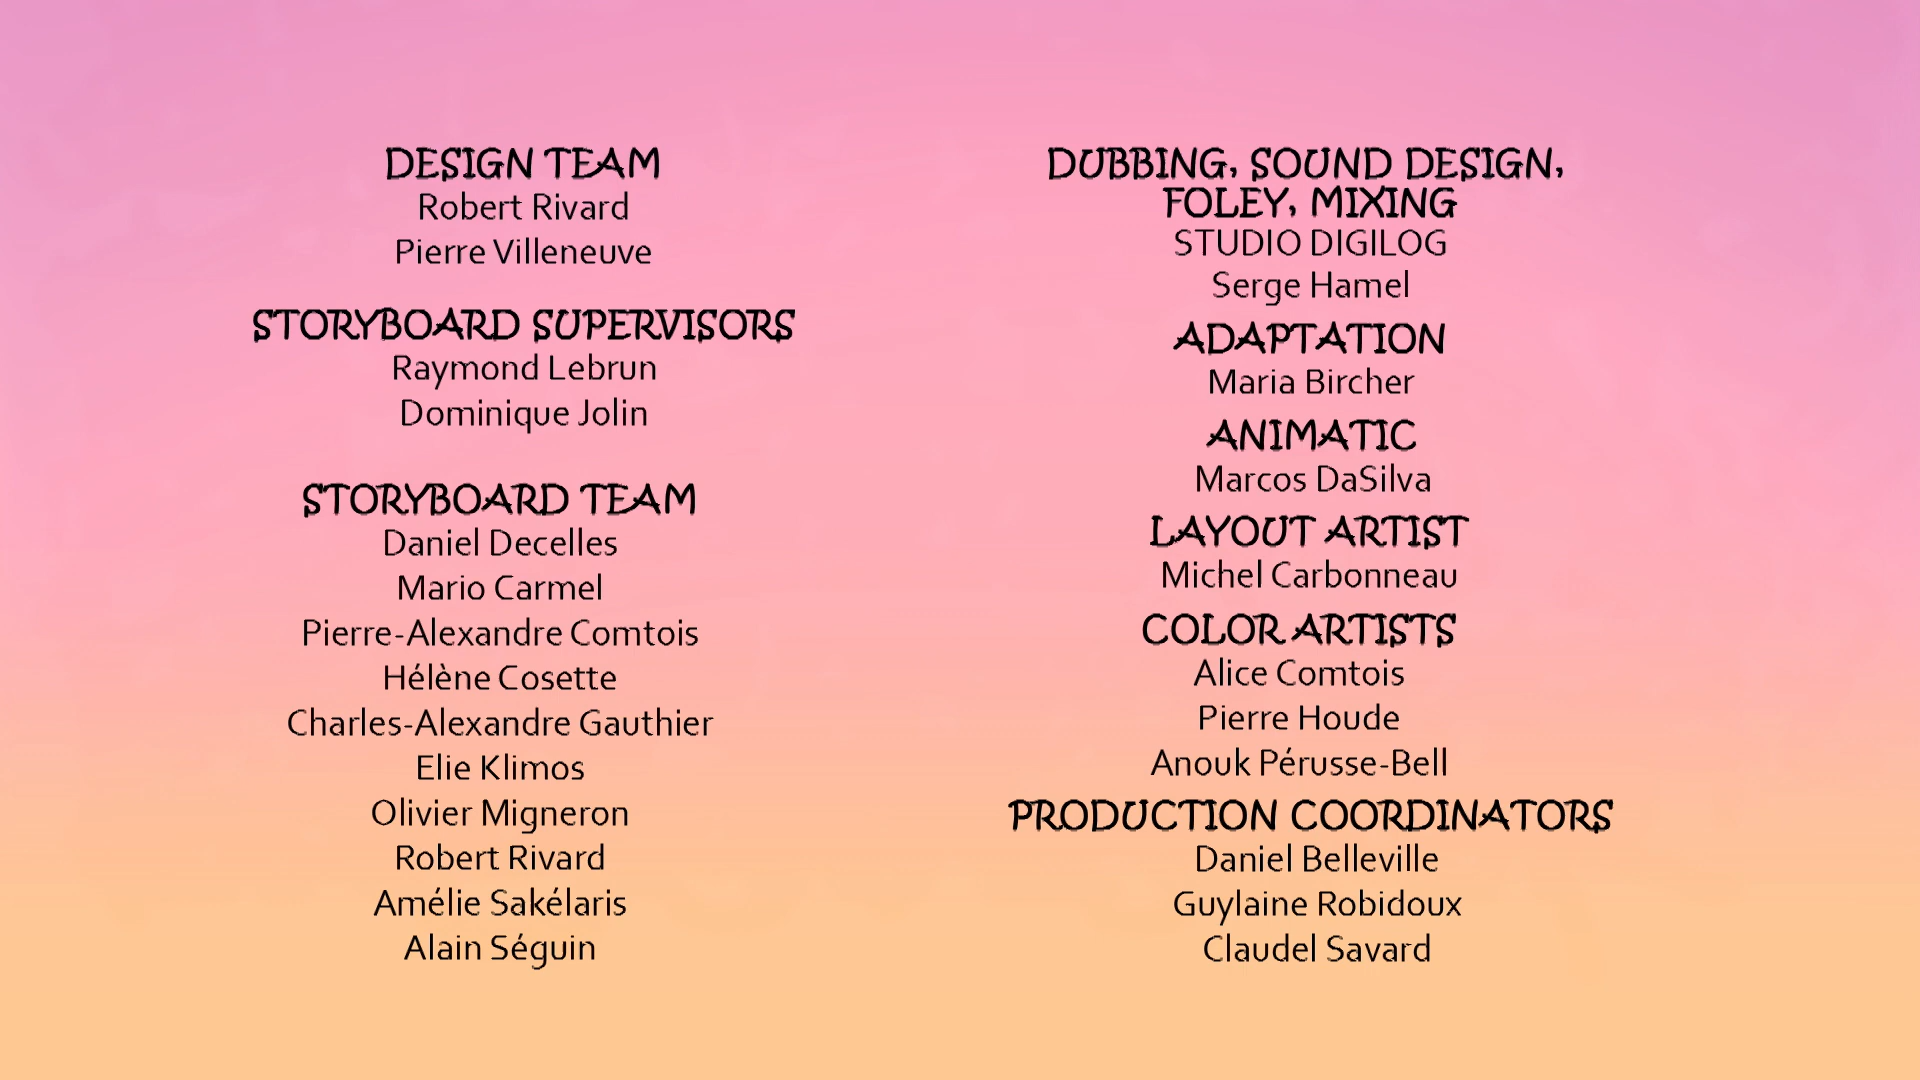 DESIGN TEAM
Robert Rivard
Pierre Villeneuve
STORYBOARD SUPERVISORS
Raymond Lebrun
Dominique Jolin
STORYBOARD TEAM
Daniel Decelles
Mario Carmel
Pierre-Alexandre Comtois
Hélène Cosette
Charles-Alexandre Gauthier
Elie Klimos
Olivier Migneron
Robert Rivard
Amélie Sakélaris
Alain Séguin
DUBBING, SOUND DESIGN,
FOLEY, MIXING
STUDIO DIGILOG
Serge Hamel
ADAPTATION
Maria Bircher
ANIMATIC
Marcos DaSilva
LAYOUT ARTIST
Michel Carbonneau
COLOR ARTISTS
Alice Comtois
Pierre Houde
Anouk Pérusse-Bell
PRODUCTION COORDINATORS
Daniel Belleville
Guylaine Robidoux
Claudel Savard